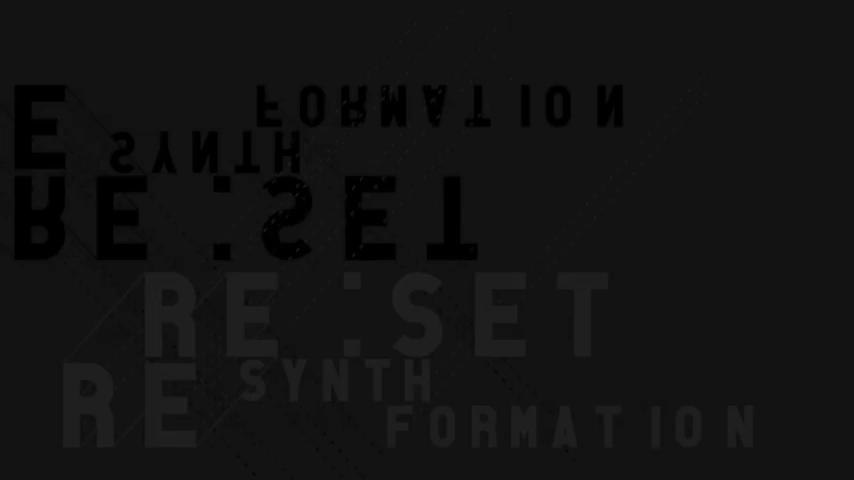 FORMATION
E SYNTH
RE:SET
RE:SET
RE SYNTH
FORMATION